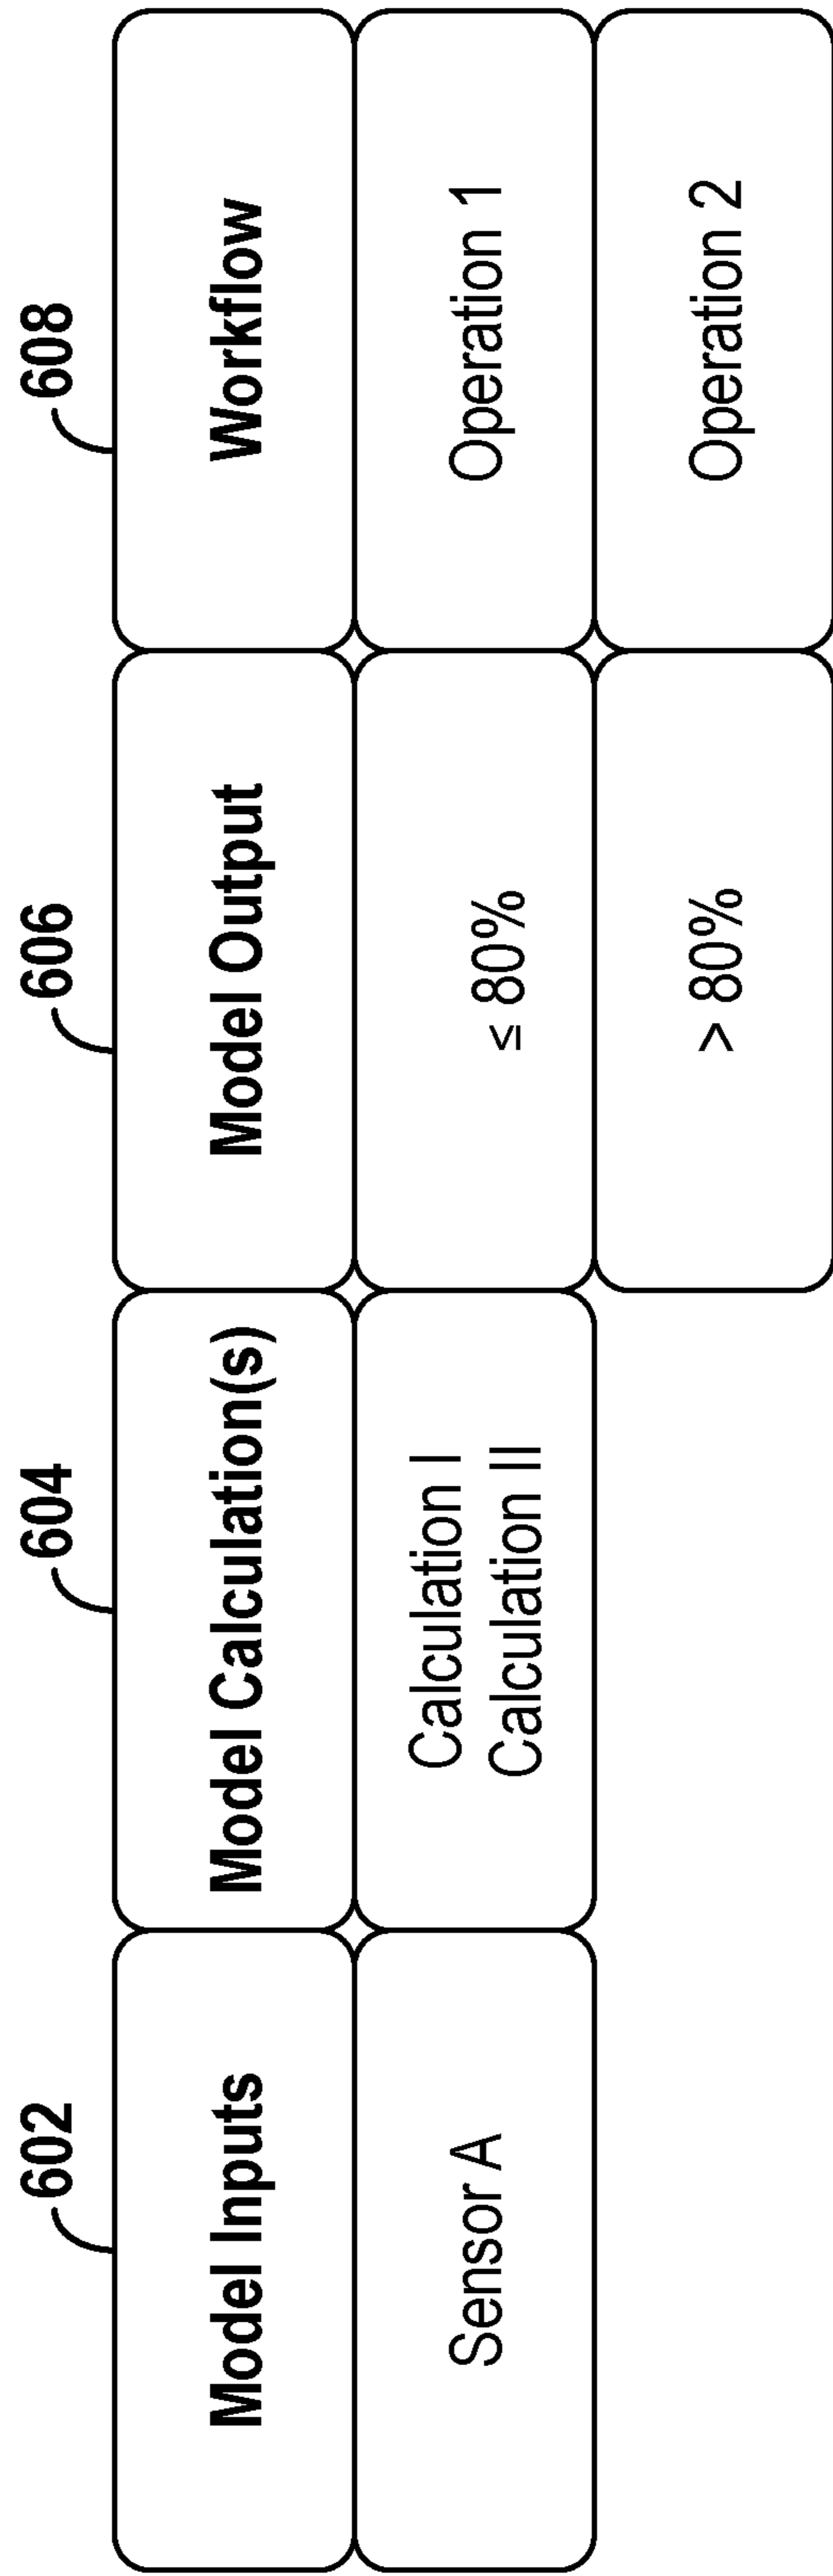 602
604
606
608
Model Inputs
Model Calculation(s)
Model Output
Workflow
Sensor A
Calculation I
Calculation II
≤ 80%
Operation 1
> 80%
Operation 2